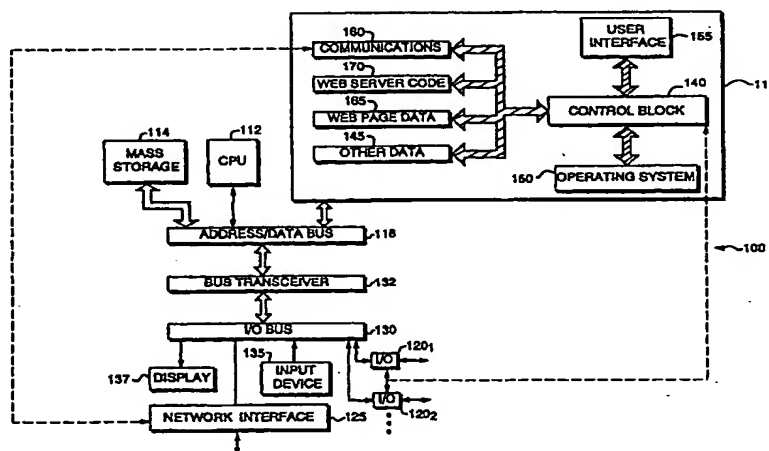 160
COMMUNICATIONS
170
WEB SERVER CODE
165
WEB PAGE DATA
145
OTHER DATA
USER
INTERFACE
155
140
CONTROL BLOCK
OPERATING SYSTEM
150
11
114
MASS
STORAGE
112
CPU
ADDRESS/DATA BUS
118
BUS TRANSCEIVER
132
I/O BUS
130
100
137
DISPLAY
135
INPUT
DEVICE
I/O
120₁
I/O
120₂
NETWORK INTERFACE
125